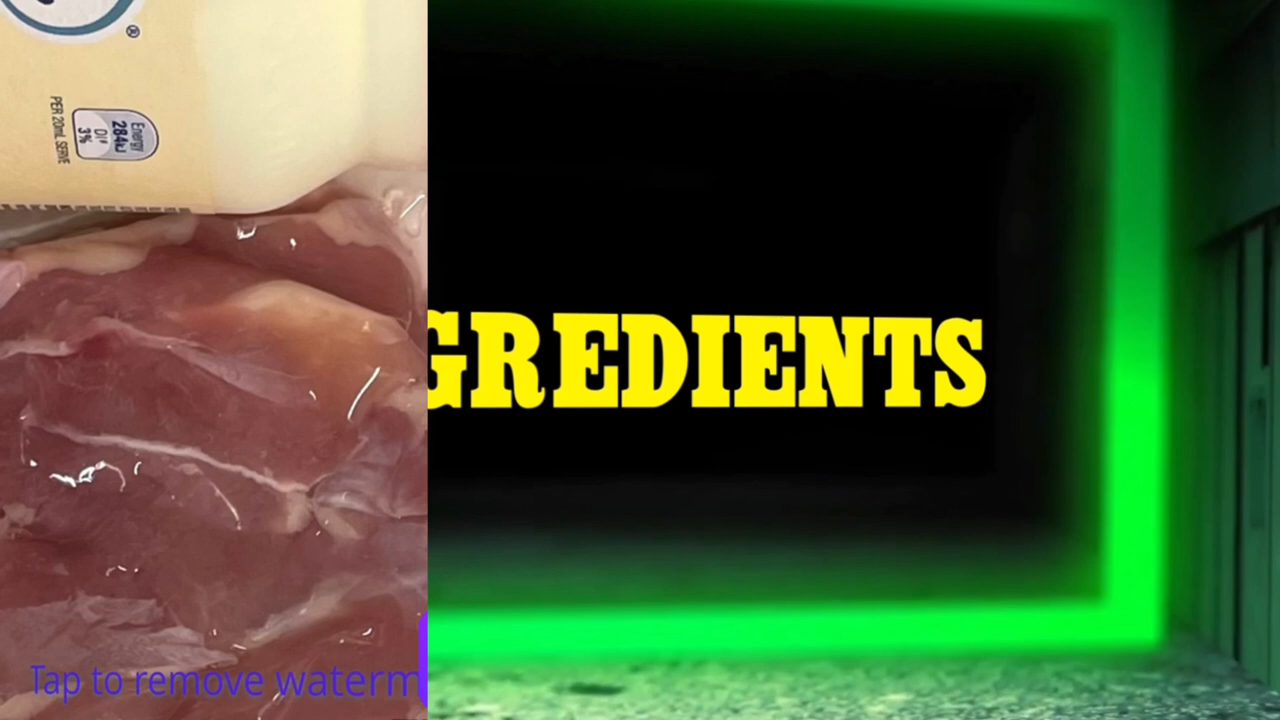 ®
PER 20mL SERVE
Energy
284kJ
DI*
3%
GREDIENTS
Tap to remove waterm